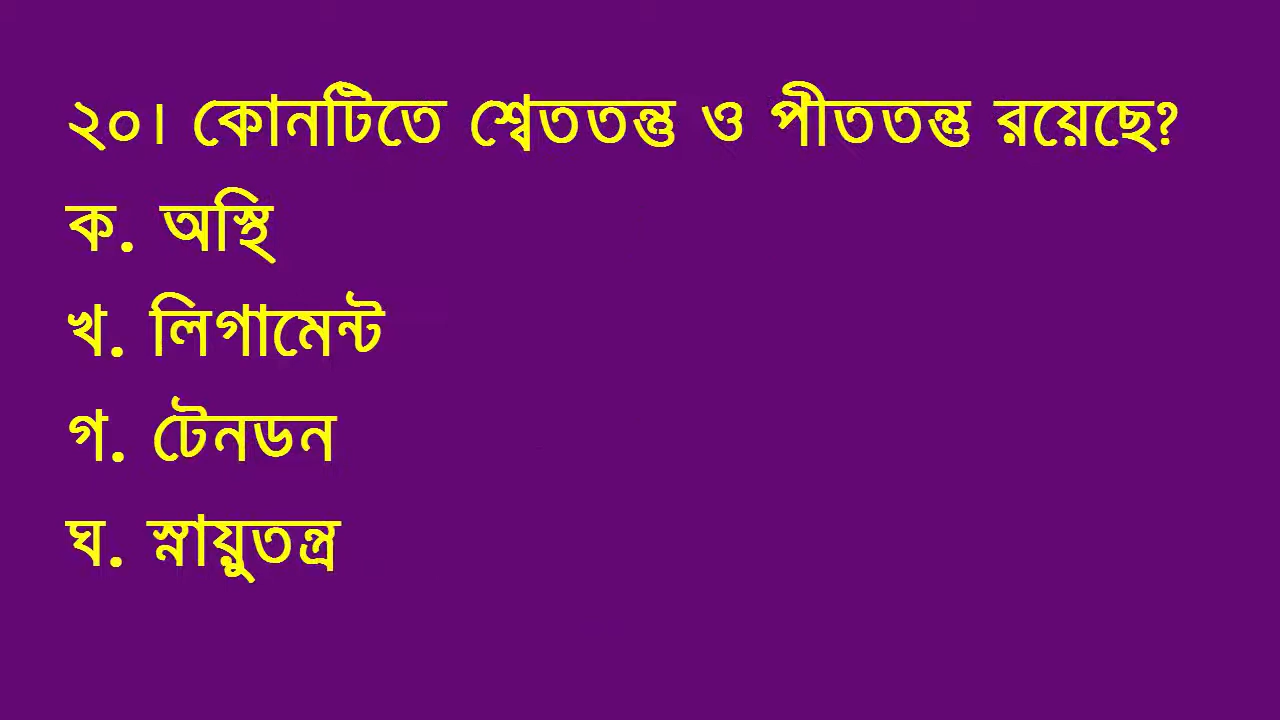 ২০। কোনটিতে শ্বেততন্তু ও পীততন্তু রয়েছে?
ক. অস্থি
খ. লিগামেন্ট
গ. টেনডন
ঘ. স্নায়ুতন্ত্র